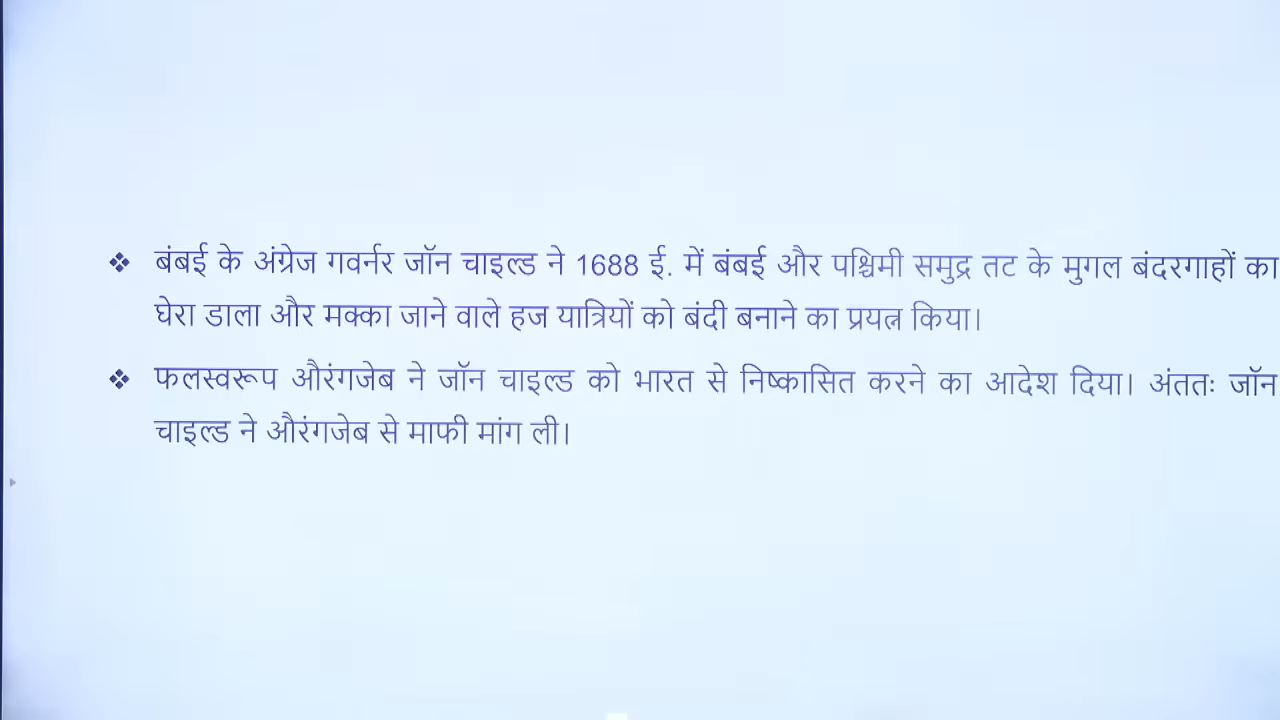 ❖ बंबई के अंग्रेज गवर्नर जॉन चाइल्ड ने 1688 ई. में बंबई और पश्चिमी समुद्र तट के मुगल बंदरगाहों का
घेरा डाला और मक्का जाने वाले हज यात्रियों को बंदी बनाने का प्रयत्न किया।
❖ फलस्वरूप औरंगजेब ने जॉन चाइल्ड को भारत से निष्कासित करने का आदेश दिया। अंततः जॉन
चाइल्ड ने औरंगजेब से माफी मांग ली।